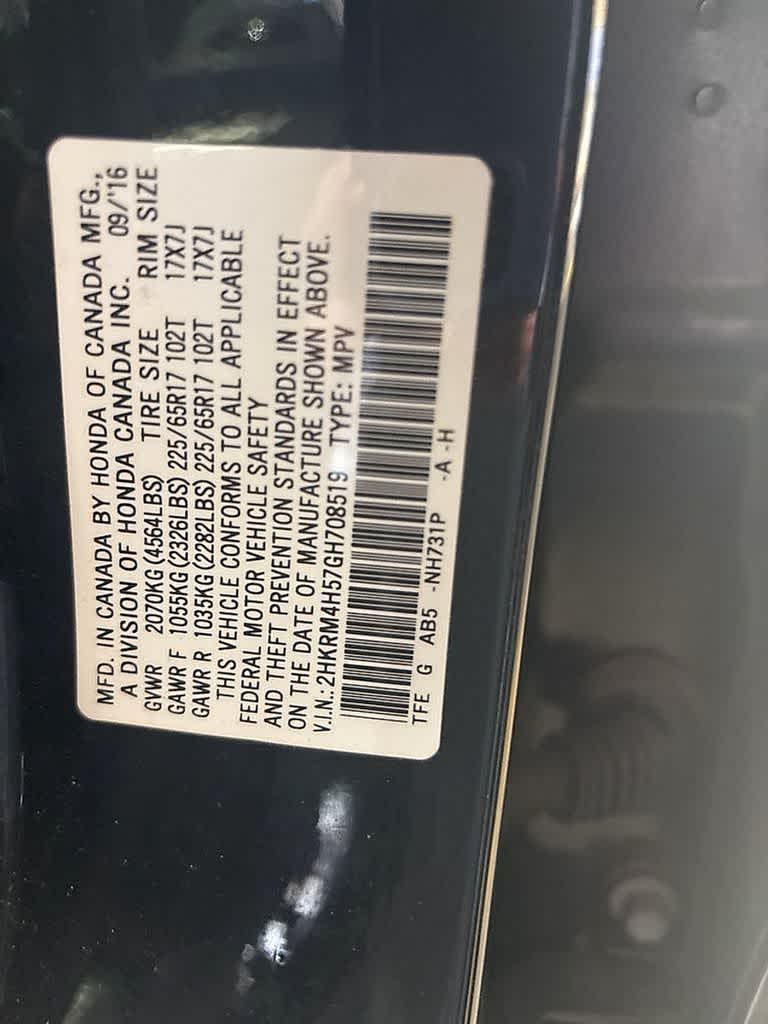 MFD. IN CANADA BY HONDA OF CANADA MFG.,
A DIVISION OF HONDA CANADA INC. 09/'16
GVWR 2070KG(4564LBS) TIRE SIZE RIM SIZE
GAWR F 1055KG(2326LBS) 225/65R17 102T 17X7J
GAWR R 1035KG(2282LBS) 225/65R17 102T 17X7J
THIS VEHICLE CONFORMS TO ALL APPLICABLE
FEDERAL MOTOR VEHICLE SAFETY
AND THEFT PREVENTION STANDARDS IN EFFECT
ON THE DATE OF MANUFACTURE SHOWN ABOVE.
V.I.N.:2HKRM4H57GH708519 TYPE: MPV
TFE G AB5 -NH731P -A -H